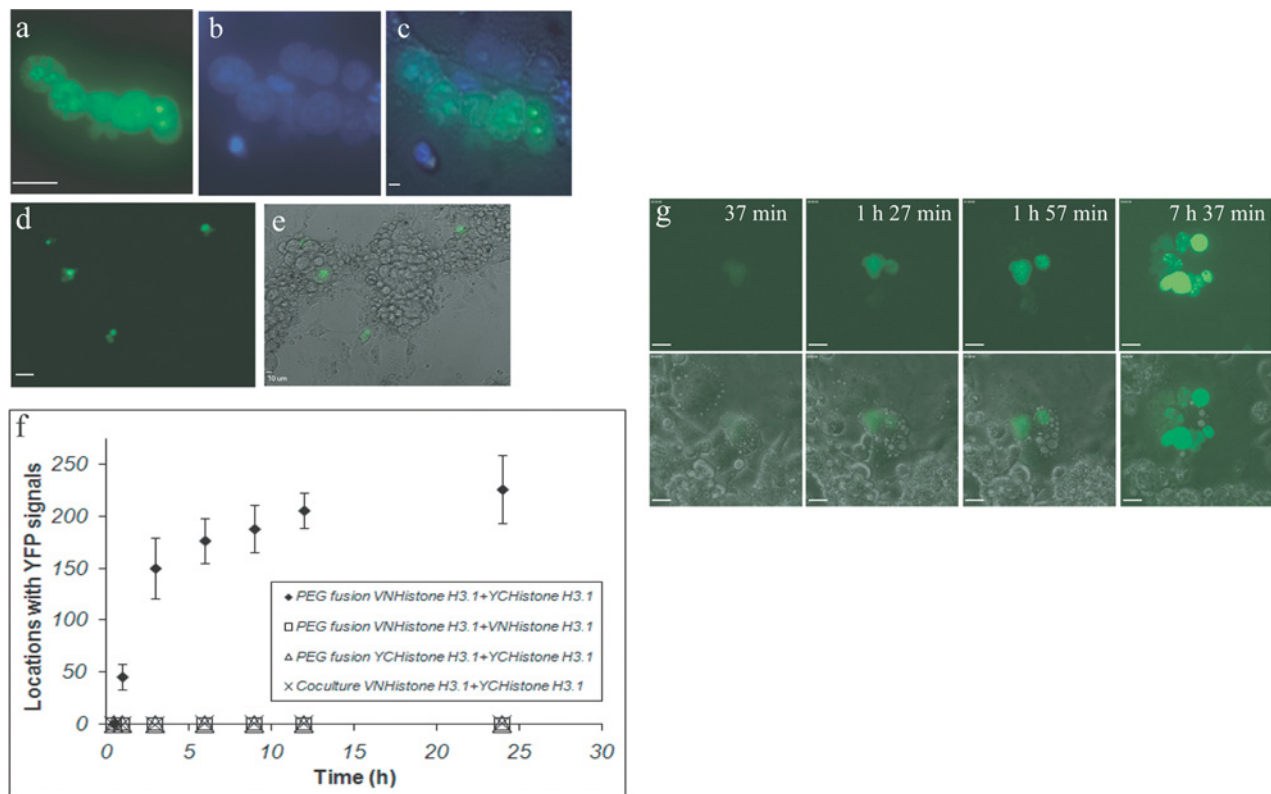 a
b
c
d
e
10 um
f
Locations with YFP signals
250
200
150
100
50
0
0
5
10
15
20
25
30
Time (h)
PEG fusion VNHistone H3.1+YCHistone H3.1
PEG fusion VNHistone H3.1+VNHistone H3.1
PEG fusion YCHistone H3.1+YCHistone H3.1
Coculture VNHistone H3.1+YCHistone H3.1
g
37 min
1 h 27 min
1 h 57 min
7 h 37 min